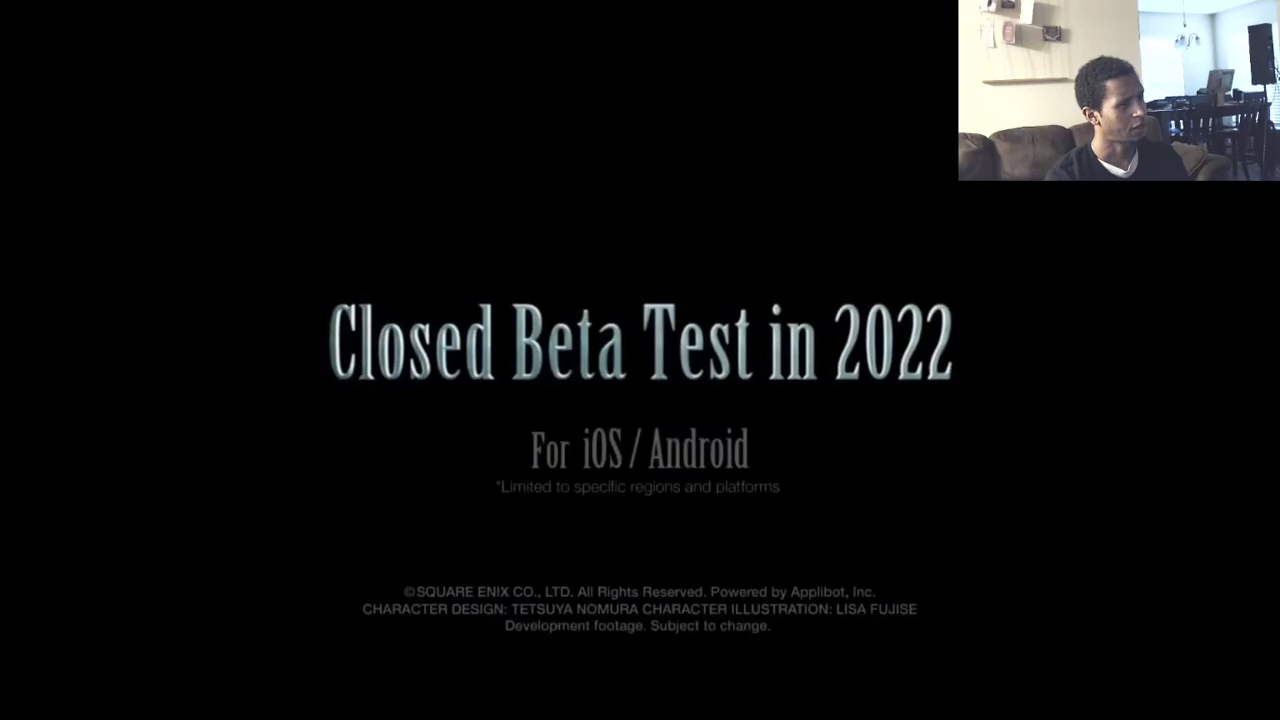 Closed Beta Test in 2022
For iOS / Android
*Limited to specific regions and platforms
©SQUARE ENIX CO., LTD. All Rights Reserved. Powered by Applibot, Inc.
CHARACTER DESIGN: TETSUYA NOMURA CHARACTER ILLUSTRATION: LISA FUJISE
Development footage. Subject to change.